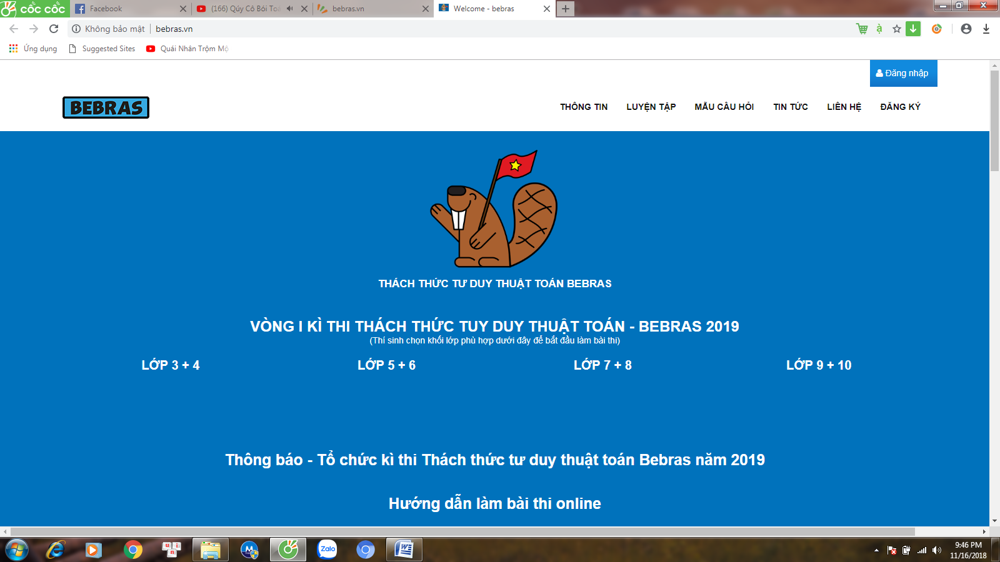 cốc cốc
Facebook
(166) Qúy Cô Bói Toá
bebras.vn
Welcome - bebras
Không bảo mật
bebras.vn
Ứng dụng
Suggested Sites
Quái Nhân Trộm Mộ
Đăng nhập
BEBRAS
THÔNG TIN
LUYỆN TẬP
MẪU CÂU HỎI
TIN TỨC
LIÊN HỆ
ĐĂNG KÝ
THÁCH THỨC TƯ DUY THUẬT TOÁN BEBRAS
VÒNG I KÌ THI THÁCH THỨC TUY DUY THUẬT TOÁN - BEBRAS 2019
(Thí sinh chọn khối lớp phù hợp dưới đây để bắt đầu làm bài thi)
LỚP 3 + 4
LỚP 5 + 6
LỚP 7 + 8
LỚP 9 + 10
Thông báo - Tổ chức kì thi Thách thức tư duy thuật toán Bebras năm 2019
Hướng dẫn làm bài thi online
Zalo
9:46 PM
11/16/2018